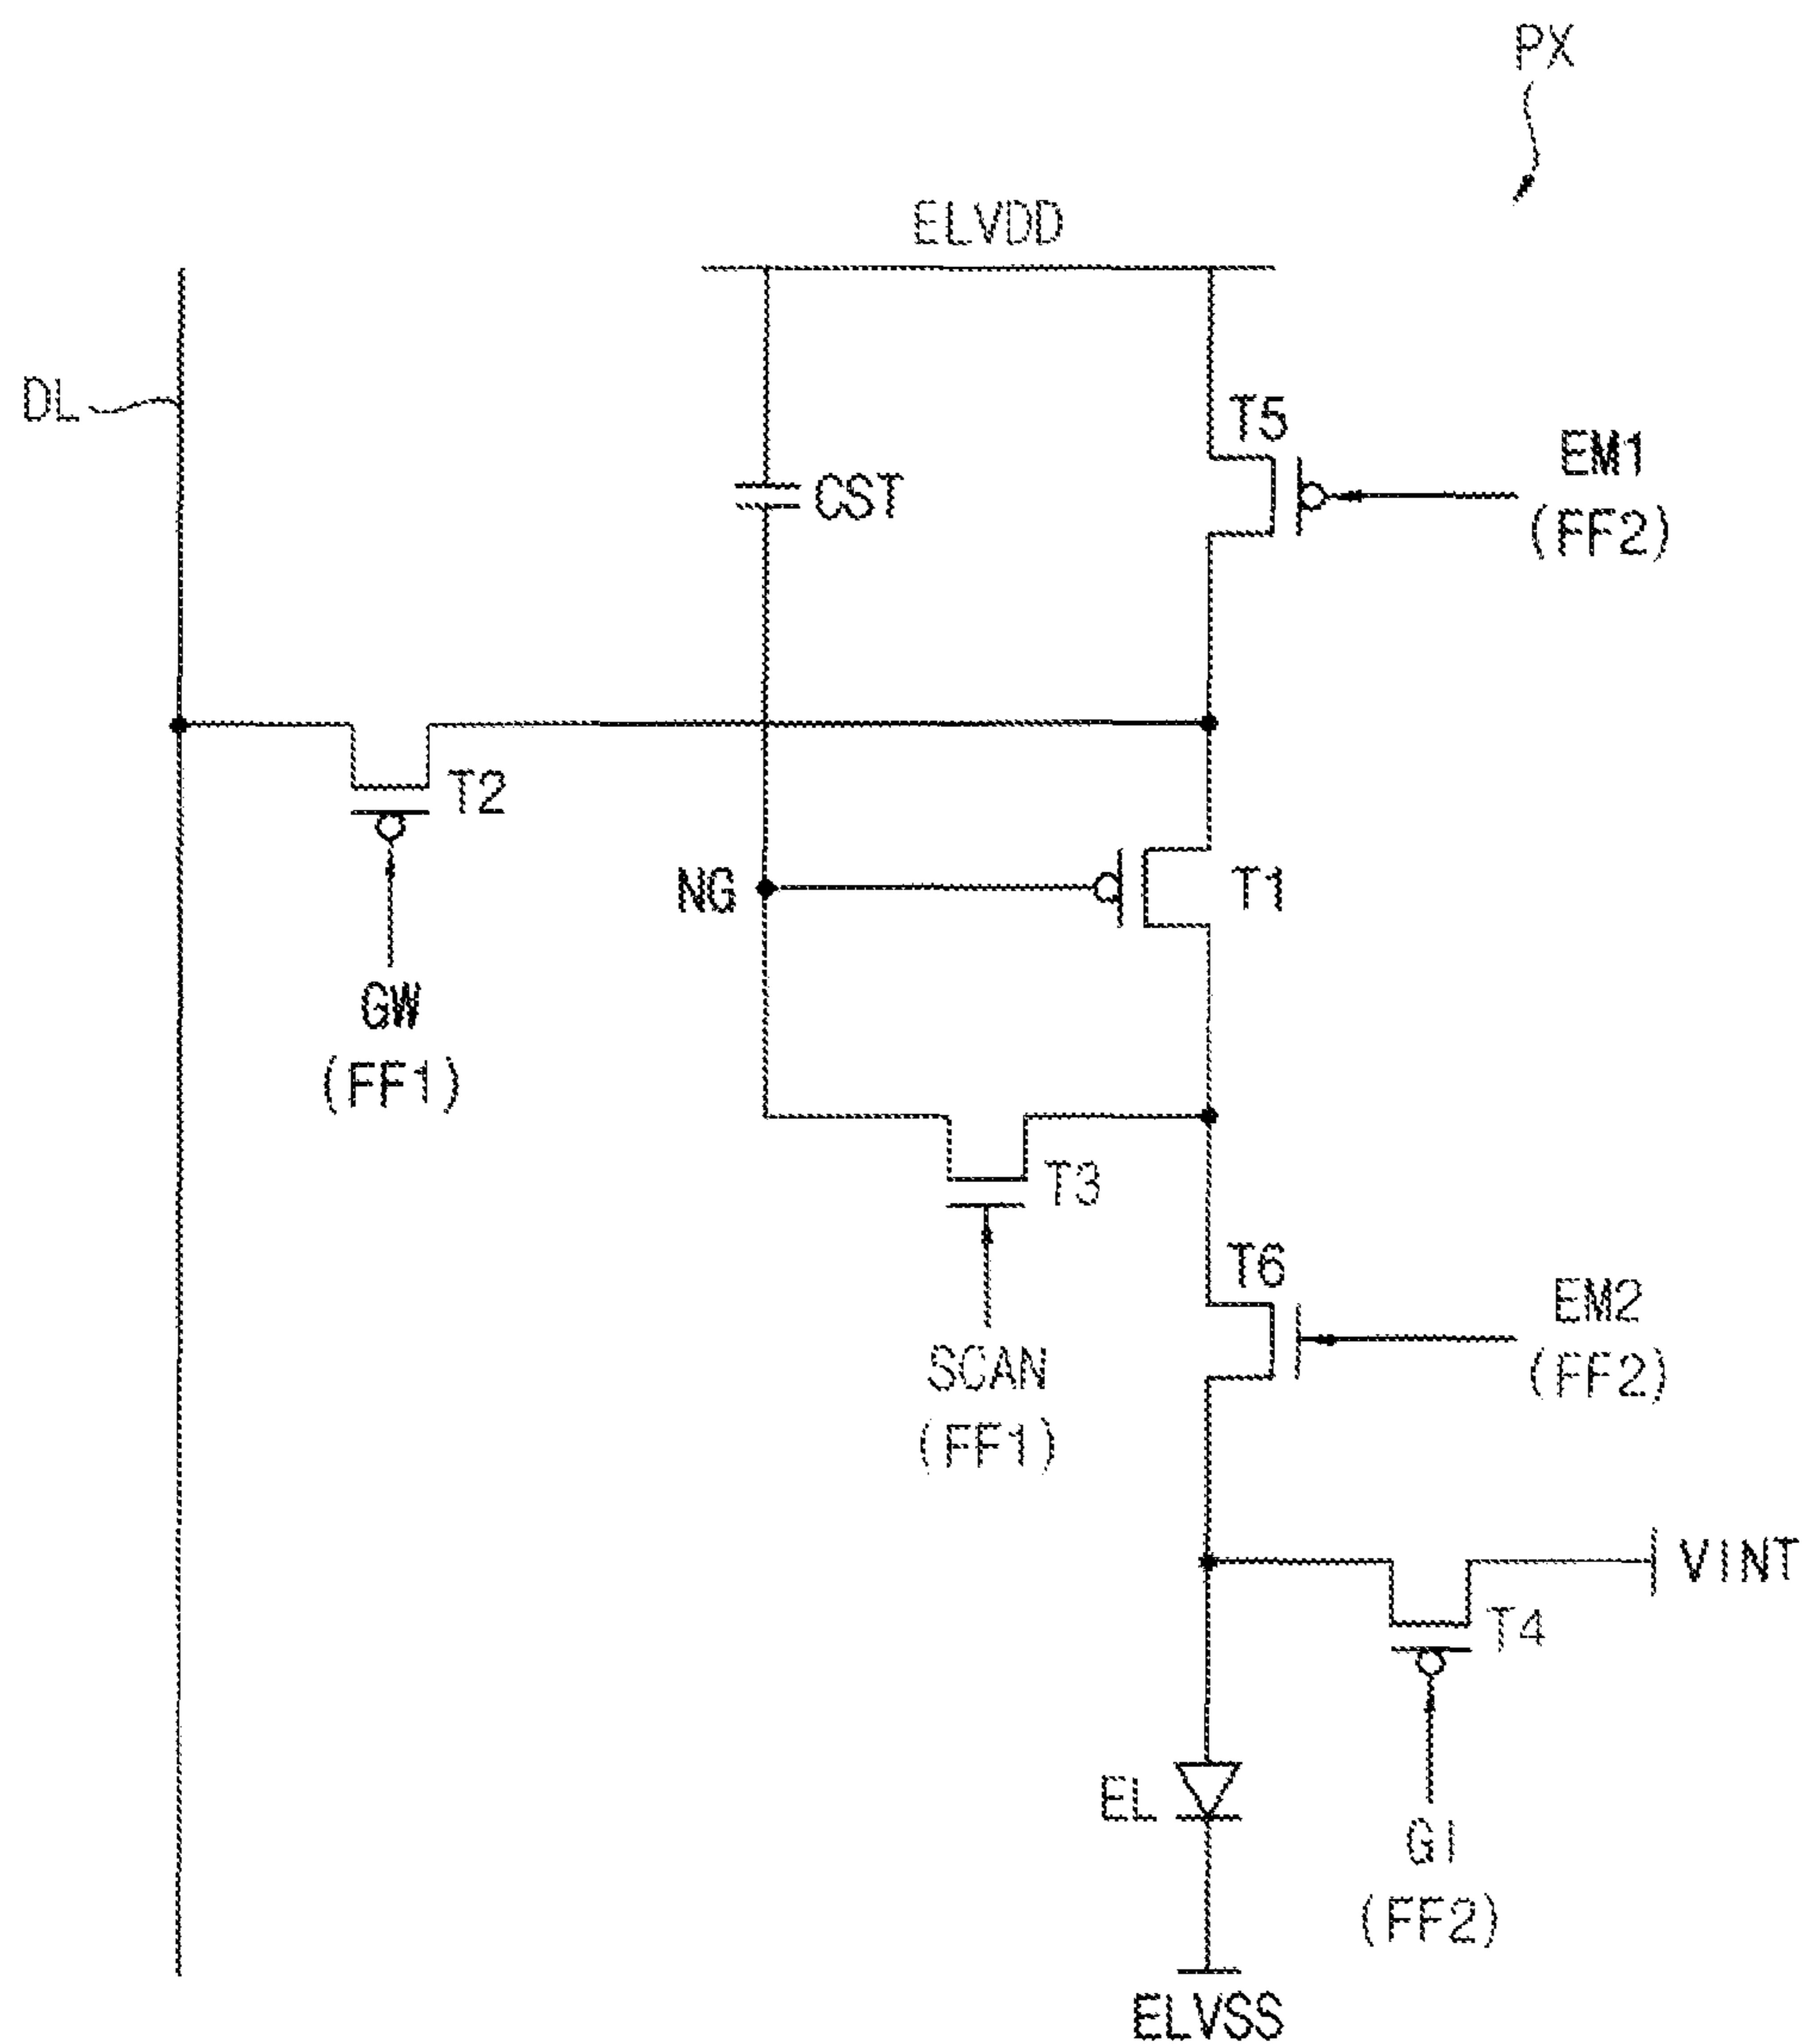 PX
ELVDD
DL
T5
EM1
(FF2)
CST
T2
NG
T1
GW
(FF1)
T3
T6
EM2
(FF2)
SCAN
(FF1)
VINT
T4
EL
GI
(FF2)
ELVSS